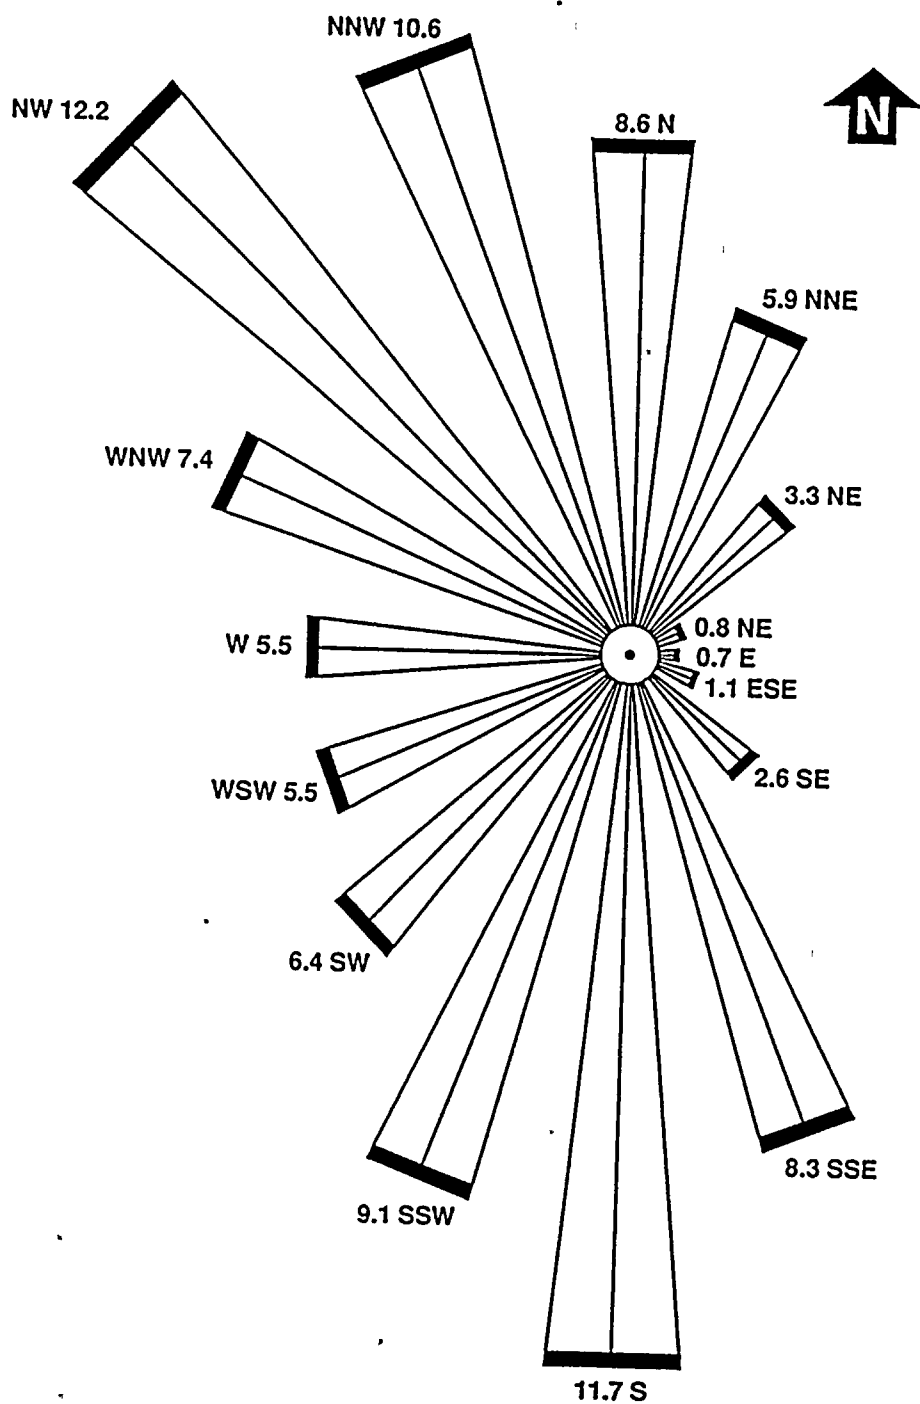 NNW 10.6
NW 12.2
N
8.6 N
5.9 NNE
WNW 7.4
3.3 NE
0.8 NE
W 5.5
0.7 E
1.1 ESE
2.6 SE
WSW 5.5
6.4 SW
8.3 SSE
9.1 SSW
11.7 S